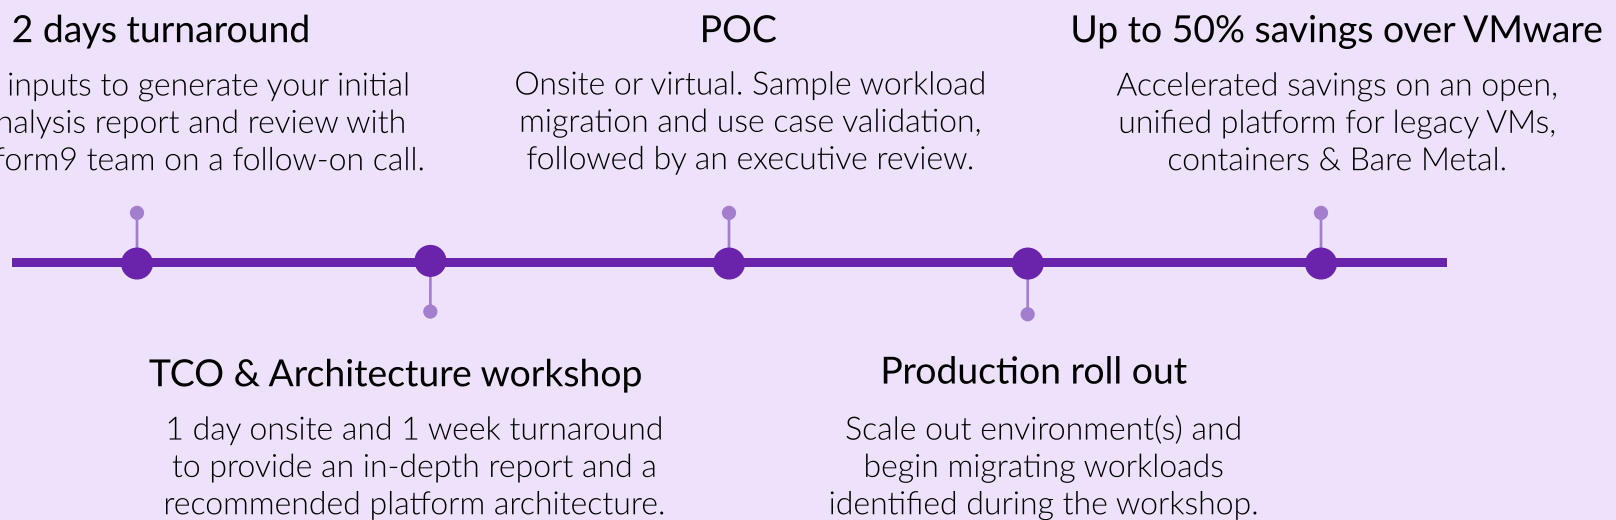 2 days turnaround
inputs to generate your initial
nalysis report and review with
form9 team on a follow-on call.
POC
Onsite or virtual. Sample workload
migration and use case validation,
followed by an executive review.
Up to 50% savings over VMware
Accelerated savings on an open,
unified platform for legacy VMs,
containers & Bare Metal.
TCO & Architecture workshop
1 day onsite and 1 week turnaround
to provide an in-depth report and a
recommended platform architecture.
Production roll out
Scale out environment(s) and
begin migrating workloads
identified during the workshop.